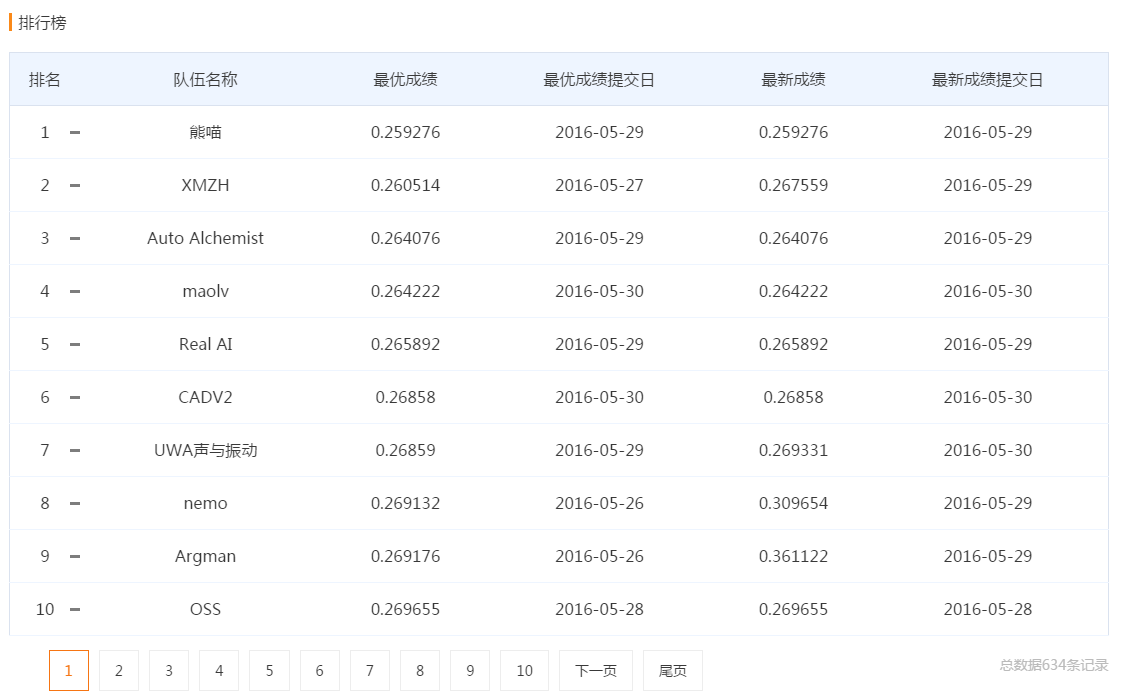 排行榜
排名 队伍名称 最优成绩 最优成绩提交日 最新成绩 最新成绩提交日
1 熊喵 0.259276 2016-05-29 0.259276 2016-05-29
2 XMZH 0.260514 2016-05-27 0.267559 2016-05-29
3 Auto Alchemist 0.264076 2016-05-29 0.264076 2016-05-29
4 maolv 0.264222 2016-05-30 0.264222 2016-05-30
5 Real AI 0.265892 2016-05-29 0.265892 2016-05-29
6 CADV2 0.26858 2016-05-30 0.26858 2016-05-30
7 UWA声与振动 0.26859 2016-05-29 0.269331 2016-05-30
8 nemo 0.269132 2016-05-26 0.309654 2016-05-29
9 Argman 0.269176 2016-05-26 0.361122 2016-05-29
10 OSS 0.269655 2016-05-28 0.269655 2016-05-28
1 2 3 4 5 6 7 8 9 10 下一页 尾页 总数据634条记录